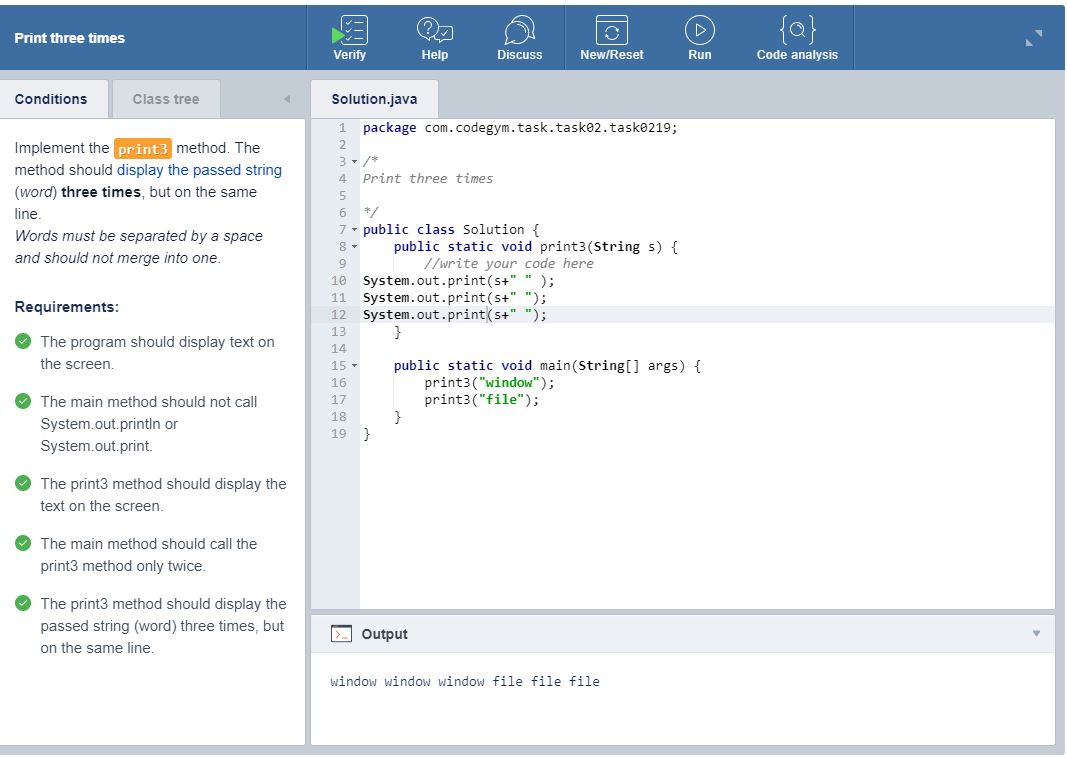 Print three times
Verify
Help
Discuss
New/Reset
Run
Code analysis
Conditions
Class tree
Implement the print3 method. The
method should display the passed string
(word) three times, but on the same
line.
Words must be separated by a space
and should not merge into one.
Requirements:
The program should display text on
the screen.
The main method should not call
System.out.println or
System.out.print.
The print3 method should display the
text on the screen.
The main method should call the
print3 method only twice.
The print3 method should display the
passed string (word) three times, but
on the same line.
Solution.java
1 package com.codegym.task.task02.task0219;
2
3 /*
4 Print three times
5
6 */
7 public class Solution {
8     public static void print3(String s) {
9         //write your code here
10 System.out.print(s+" " );
11 System.out.print(s+" ");
12 System.out.print(s+" ");
13     }
14
15     public static void main(String[] args) {
16         print3("window");
17         print3("file");
18     }
19 }
Output
window window window file file file